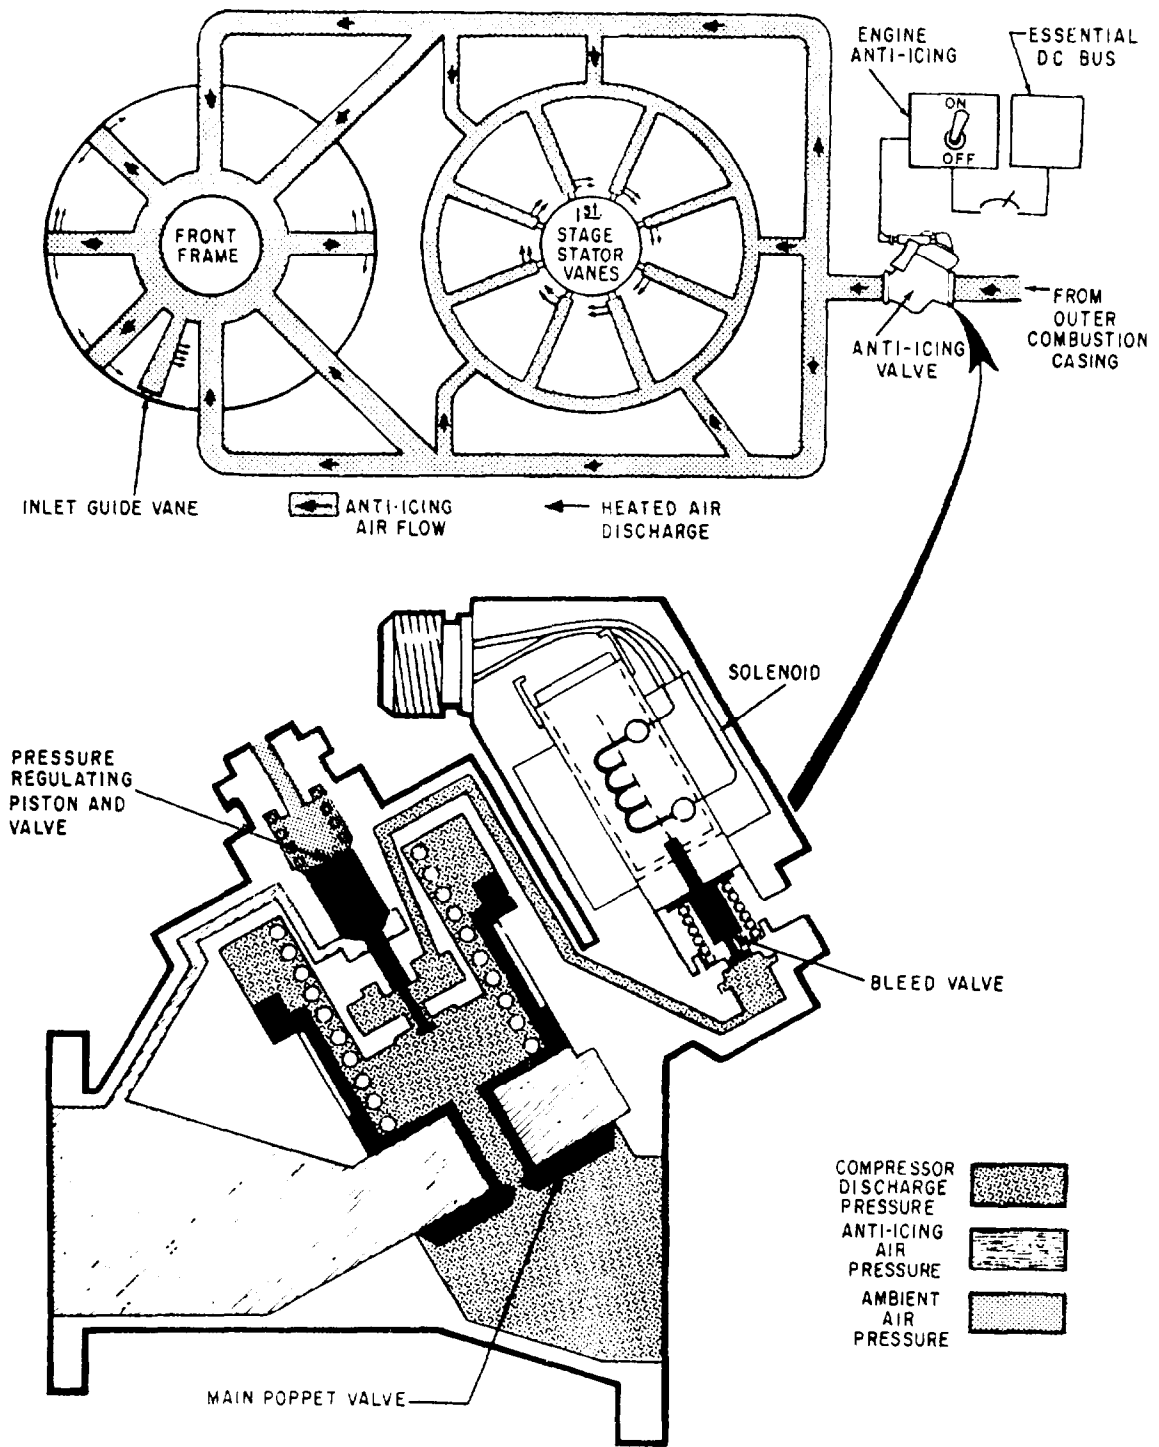 ENGINE
ANTI-ICING
ESSENTIAL
DC BUS
ON
OFF
FRONT
FRAME
1st
STAGE
STATOR
VANES
FROM
OUTER
COMBUSTION
CASING
ANTI-ICING
VALVE
INLET GUIDE VANE
ANTI-ICING
AIR FLOW
HEATED AIR
DISCHARGE
SOLENOID
PRESSURE
REGULATING
PISTON AND
VALVE
BLEED VALVE
COMPRESSOR
DISCHARGE
PRESSURE
ANTI-ICING
AIR
PRESSURE
AMBIENT
AIR
PRESSURE
MAIN POPPET VALVE